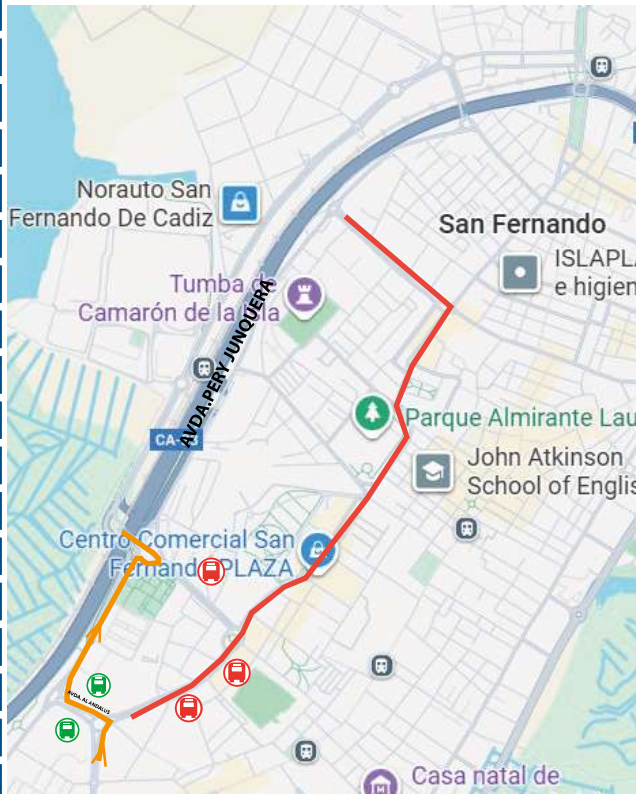 Norauto San
Fernando De Cadiz
San Fernando
ISLAPLA
e higien
Tumba de
Camarón de la Isla
AVDA.PERY JUNQUERA
Parque Almirante Lau
CA-33
John Atkinson
School of Englis
Centro Comercial San
Fernando PLAZA
AVDA. AL ANDALUS
Casa natal de